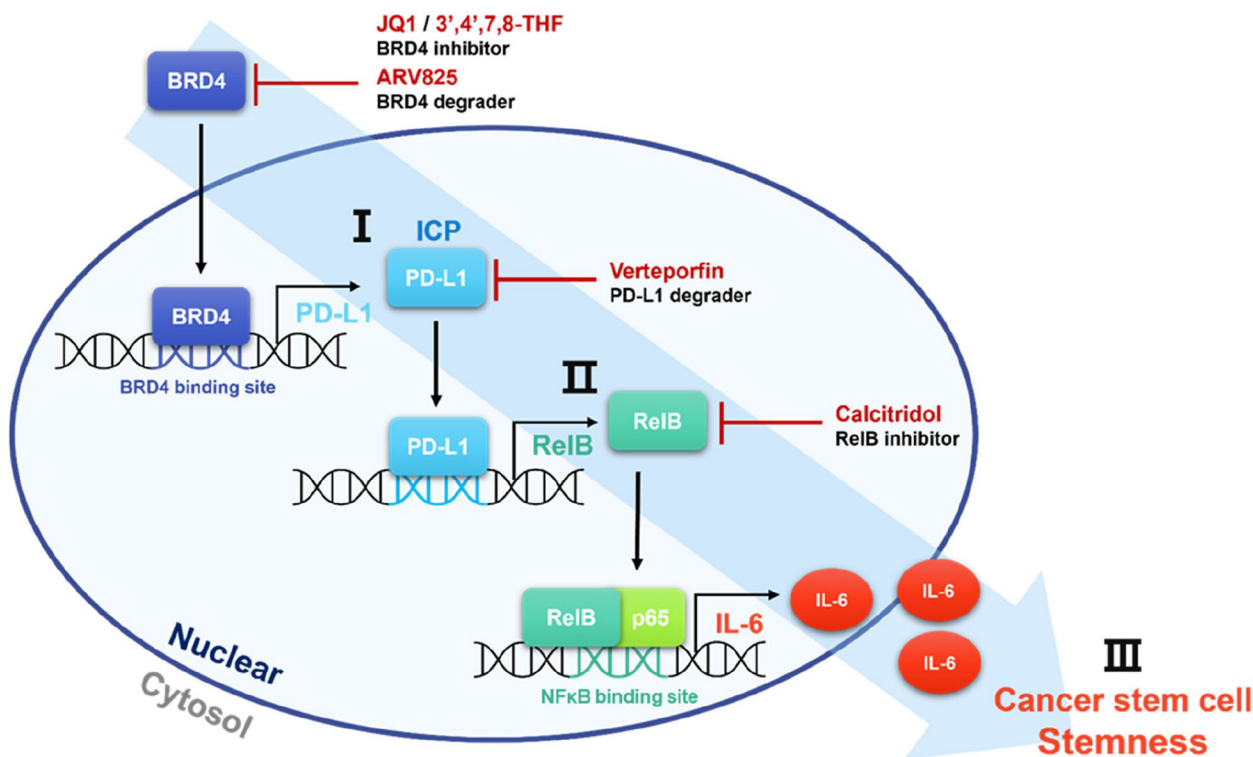 JQ1 / 3',4',7,8-THF
BRD4 inhibitor
ARV825
BRD4 degrader
BRD4
I
ICP
PD-L1
Verteporfin
PD-L1 degrader
BRD4
PD-L1
BRD4 binding site
II
RelB
Calcitridol
RelB inhibitor
PD-L1
RelB
RelB
p65
IL-6
IL-6
IL-6
IL-6
NFκB binding site
Nuclear
Cytosol
III
Cancer stem cell
Stemness